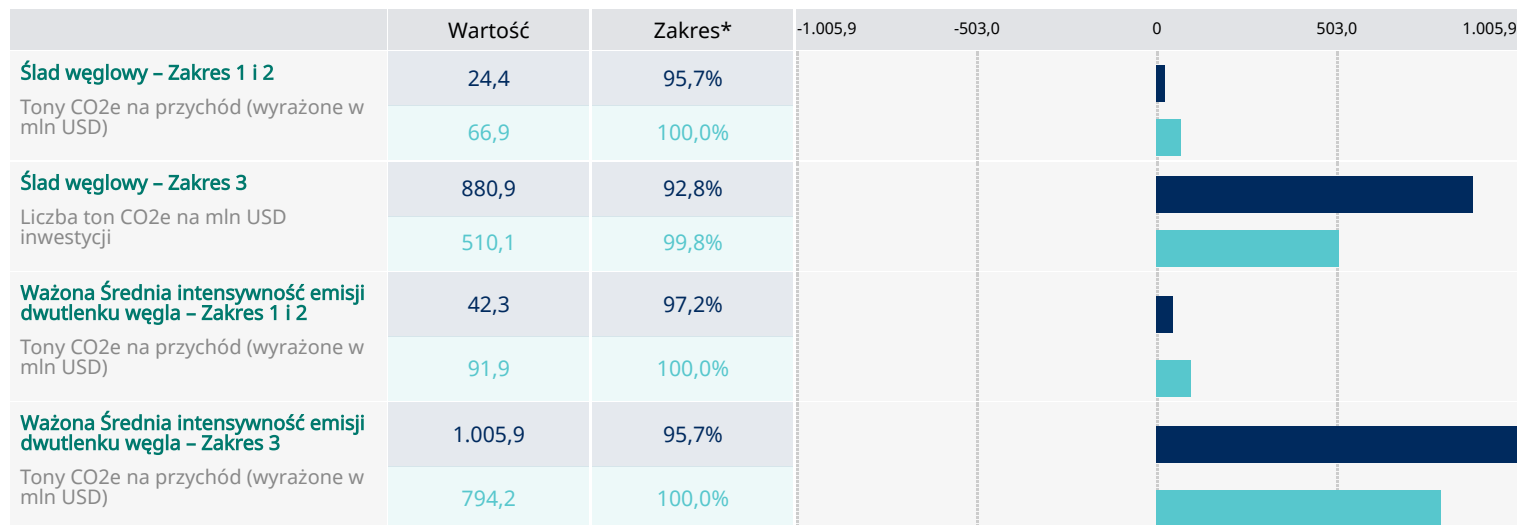 Wartość Zakres* -1.005,9 -503,0 0 503,0 1.005,9
Ślad węglowy – Zakres 1 i 2
Tony CO2e na przychód (wyrażone w
mln USD)
24,4 95,7%
66,9 100,0%
Ślad węglowy – Zakres 3
Liczba ton CO2e na mln USD
inwestycji
880,9 92,8%
510,1 99,8%
Ważona Średnia intensywność emisji
dwutlenku węgla – Zakres 1 i 2
Tony CO2e na przychód (wyrażone w
mln USD)
42,3 97,2%
91,9 100,0%
Ważona Średnia intensywność emisji
dwutlenku węgla – Zakres 3
Tony CO2e na przychód (wyrażone w
mln USD)
1.005,9 95,7%
794,2 100,0%